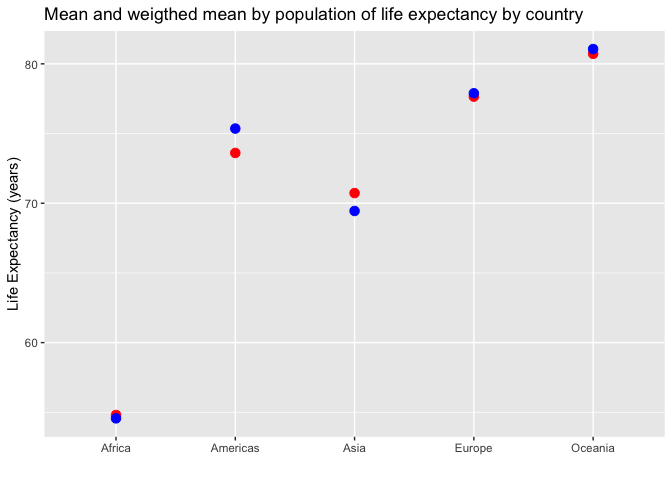 Mean and weigthed mean by population of life expectancy by country
Life Expectancy (years)
80
70
60
Africa Americas Asia Europe Oceania